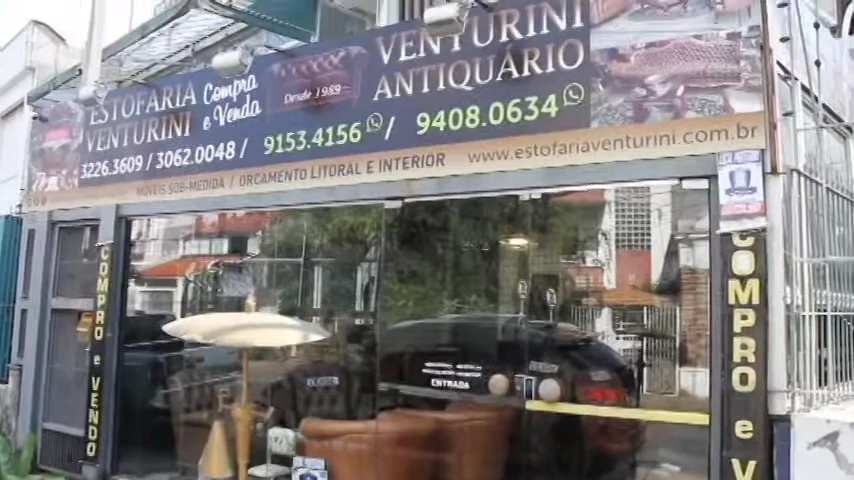 ESTOFARIA
VENTURINI
Compra
e Venda
VENTURINI
ANTIQUÁRIO
Desde 1989
3226.3609 / 3062.0048 / 9153.4156 / 9408.0634
MÓVEIS SOB-MEDIDA / ORÇAMENTO LITORAL E INTERIOR
www.estofariaventurini.com.br
COMPRO e VENDO
COMPRO e VENDO
ENTRADA